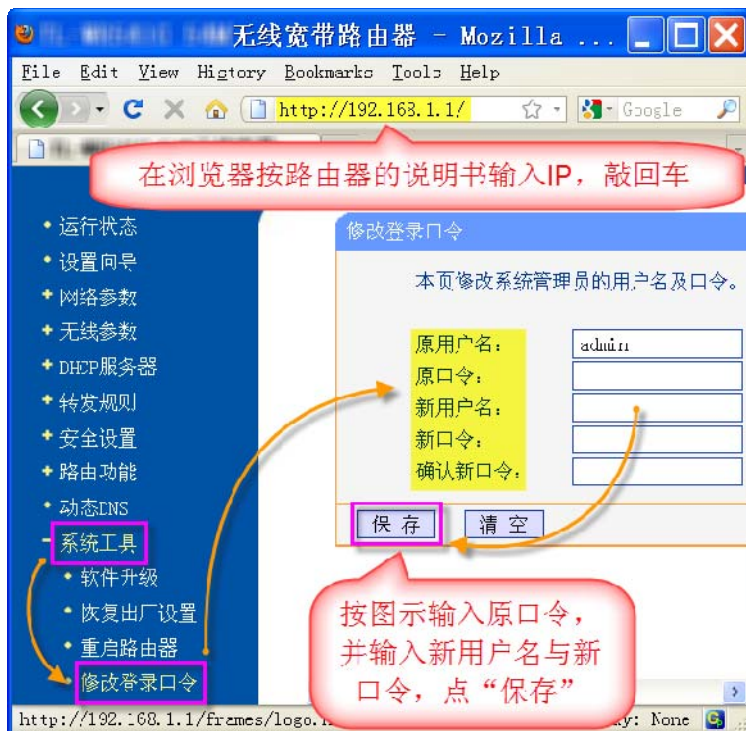 无线宽带路由器 - Mozilla ...
File Edit View History Bookmarks Tools Help
http://192.168.1.1/
Google
在浏览器按路由器的说明书输入IP，敲回车
运行状态
设置向导
网络参数
无线参数
DHCP服务器
转发规则
安全设置
路由功能
动态DNS
系统工具
软件升级
恢复出厂设置
重启路由器
修改登录口令
修改登录口令
本页修改系统管理员的用户名及口令。
原用户名： admin
原口令：
新用户名：
新口令：
确认新口令：
保 存 清 空
按图示输入原口令，
并输入新用户名与新
口令，点“保存”
http://192.168.1.1/frames/logo. None